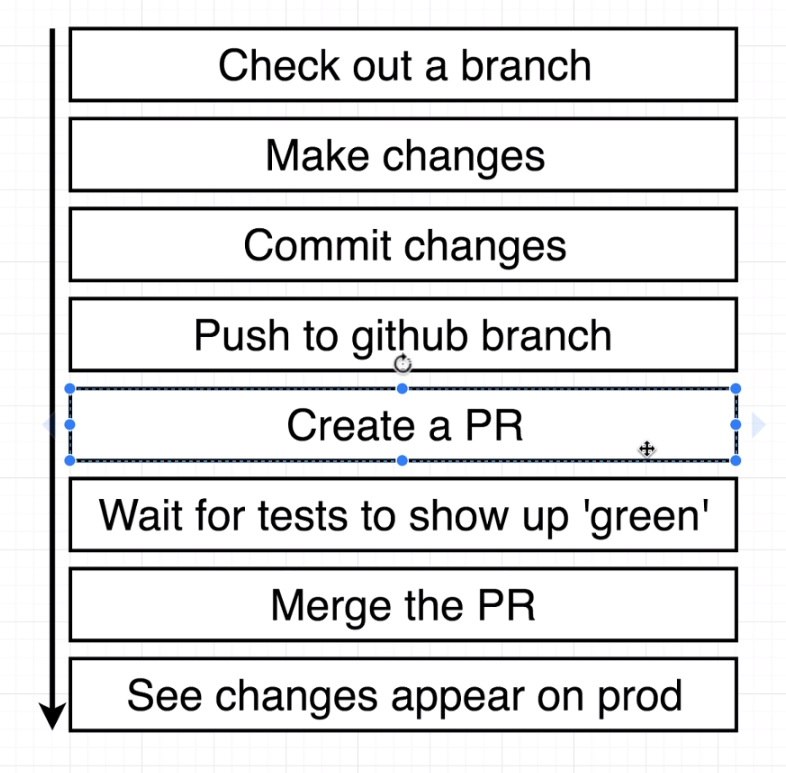 Check out a branch
Make changes
Commit changes
Push to github branch
Create a PR
Wait for tests to show up 'green'
Merge the PR
See changes appear on prod